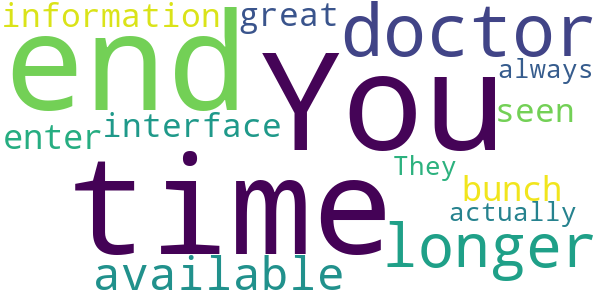 information great doctor
end You always
seen
enter interface
time They
bunch
actually
available longer